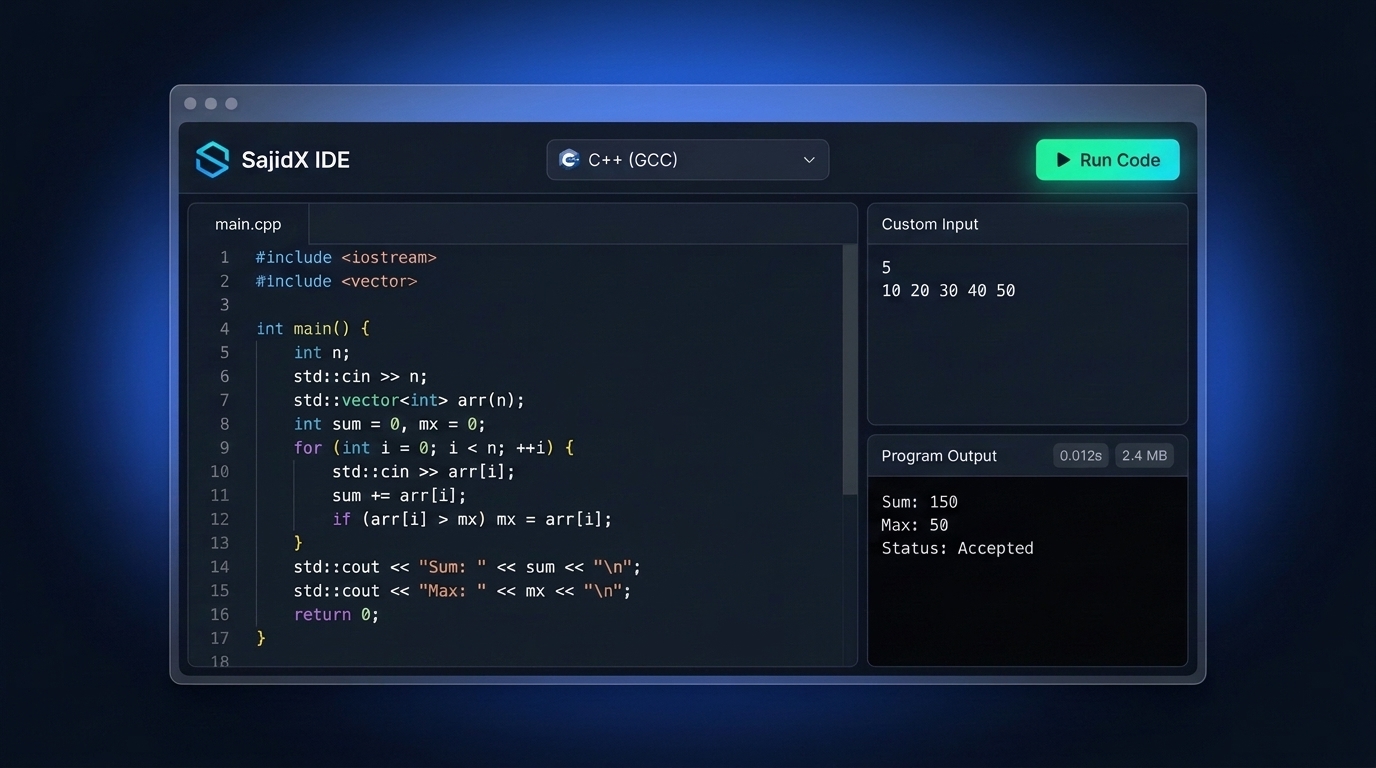 SajidX IDE
C++ (GCC)
Run Code
main.cpp
1 #include <iostream>
2 #include <vector>
3
4 int main() {
5     int n;
6     std::cin >> n;
7     std::vector<int> arr(n);
8     int sum = 0, mx = 0;
9     for (int i = 0; i < n; ++i) {
10         std::cin >> arr[i];
11         sum += arr[i];
12         if (arr[i] > mx) mx = arr[i];
13     }
14     std::cout << "Sum: " << sum << "\n";
15     std::cout << "Max: " << mx << "\n";
16     return 0;
17 }
18
Custom Input
5
10 20 30 40 50
Program Output
0.012s
2.4 MB
Sum: 150
Max: 50
Status: Accepted